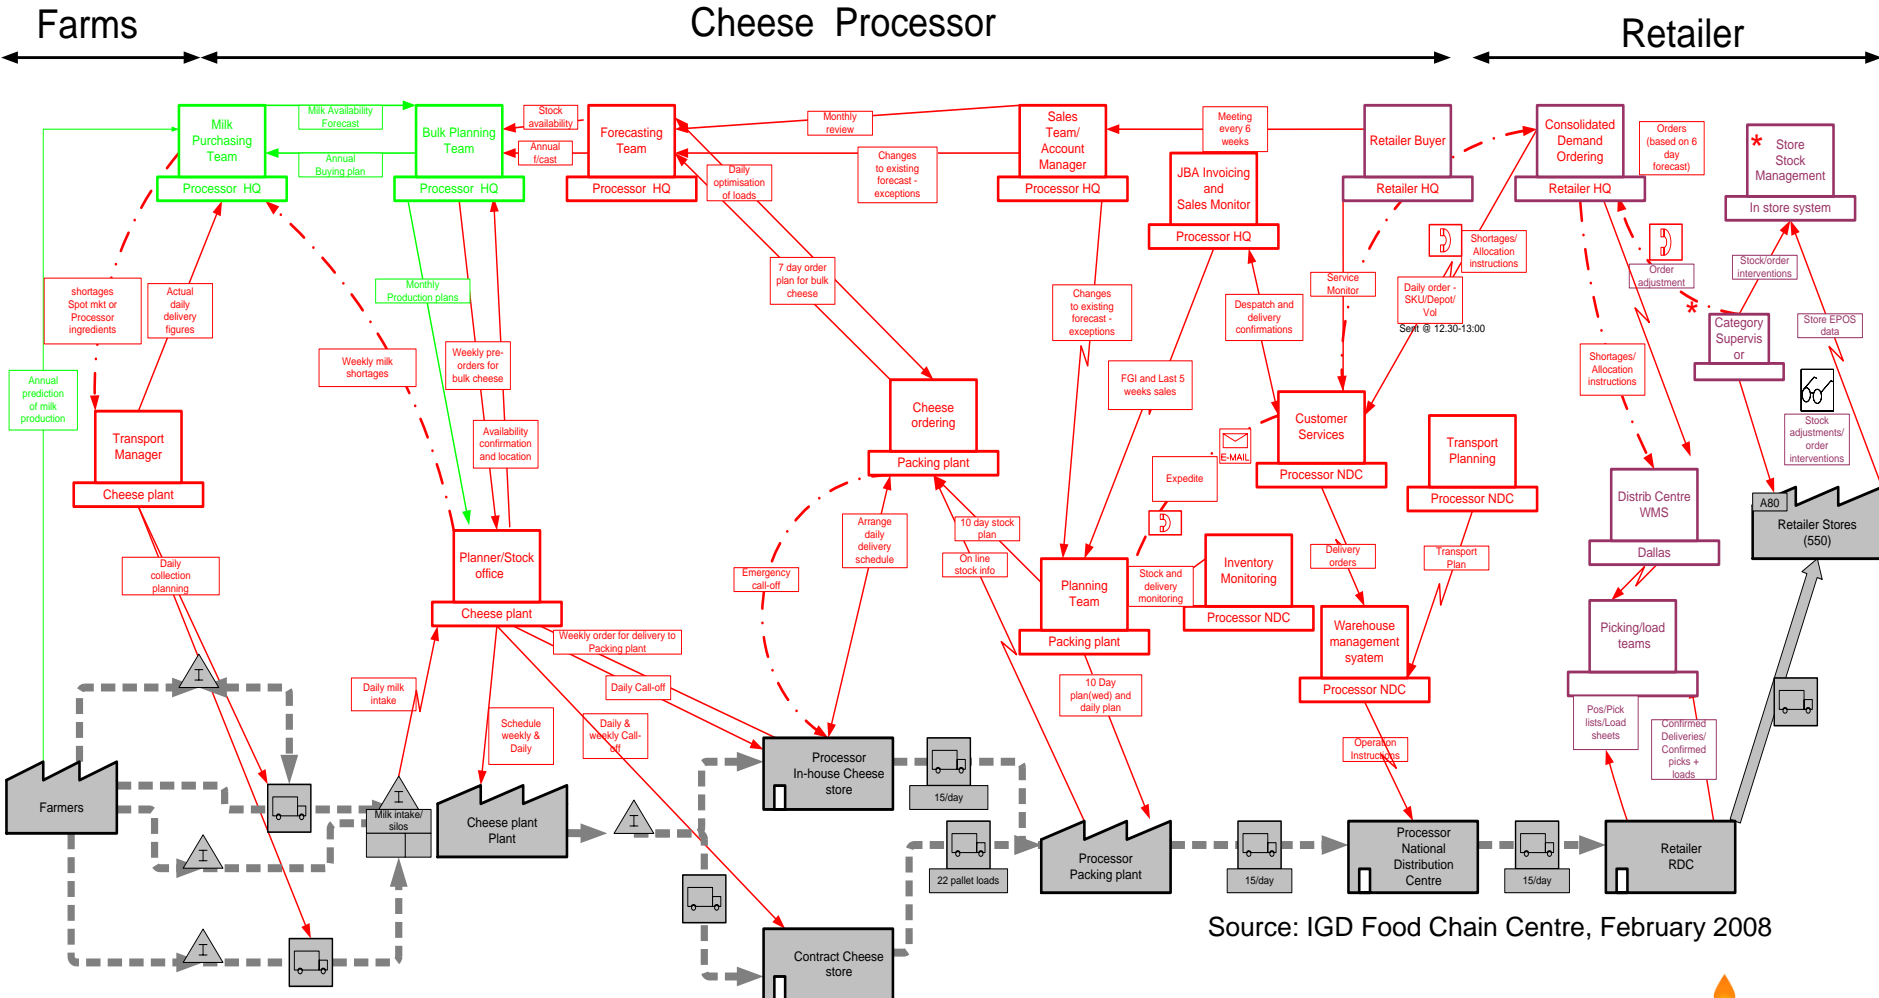 Farms
Cheese  Processor
Retailer
Milk
Purchasing
Team
Processor  HQ
Milk Availability
Forecast
Annual
Buying plan
Bulk Planning
Team
Processor  HQ
Stock
availability
Annual
f/cast
Forecasting
Team
Processor  HQ
Monthly
review
Changes
to existing
forecast -
exceptions
Daily
optimisation
of loads
Sales
Team/
Account
Manager
Processor HQ
Meeting
every 6
weeks
JBA Invoicing
and
Sales Monitor
Processor HQ
Retailer Buyer
Retailer HQ
Consolidated
Demand
Ordering
Retailer HQ
Orders
(based on 6
day
forecast)
* Store
Stock
Management
In store system
shortages
Spot mkt or
Processor
ingredients
Actual
daily
delivery
figures
Monthly
Production plans
7 day order
plan for bulk
cheese
Changes
to existing
forecast -
exceptions
Despatch and
delivery
confirmations
Service
Monitor
Shortages/
Allocation
instructions
Daily order -
SKU/Depot/
Vol
Sent @ 12.30-13:00
Order
adjustment
*
Stock/order
interventions
Category
Supervis
or
Store EPOS
data
Annual
prediction
of milk
production
Weekly milk
shortages
Weekly pre-
orders for
bulk cheese
FGI and Last 5
weeks sales
Shortages/
Allocation
instructions
Stock
adjustments/
order
interventions
Transport
Manager
Cheese plant
Availability
confirmation
and location
Cheese
ordering
Packing plant
E-MAIL
Customer
Services
Processor NDC
Transport
Planning
Processor NDC
Expedite
Distrib Centre
WMS
Dallas
A80
Retailer Stores
(550)
Daily
collection
planning
Planner/Stock
office
Cheese plant
Emergency
call-off
Arrange
daily
delivery
schedule
10 day stock
plan
On line
stock info
Planning
Team
Packing plant
Stock and
delivery
monitoring
Inventory
Monitoring
Processor NDC
Delivery
orders
Transport
Plan
Warehouse
management
sysytem
Processor NDC
Picking/load
teams
Weekly order for delivery to
Packing plant
Daily Call-off
Daily milk
intake
Schedule
weekly &
Daily
Daily &
weekly Call-
off
10 Day
plan(wed) and
daily plan
Operation
Instructions
Pos/Pick
lists/Load
sheets
Confirmed
Deliveries/
Confirmed
picks +
loads
I
I
I
I
I
Farmers
Milk intake/
silos
Cheese plant
Plant
Processor
In-house Cheese
store
15/day
22 pallet loads
Contract Cheese
store
Processor
Packing plant
15/day
Processor
National
Distribution
Centre
15/day
Retailer
RDC
Source: IGD Food Chain Centre, February 2008